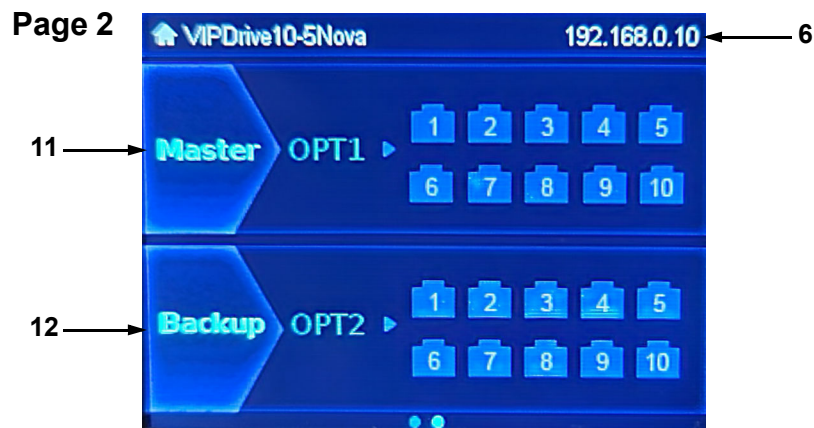 Page 2
VIPDrive10-5Nova 192.168.0.10 6
11 Master OPT1 1 2 3 4 5
6 7 8 9 10
12 Backup OPT2 1 2 3 4 5
6 7 8 9 10